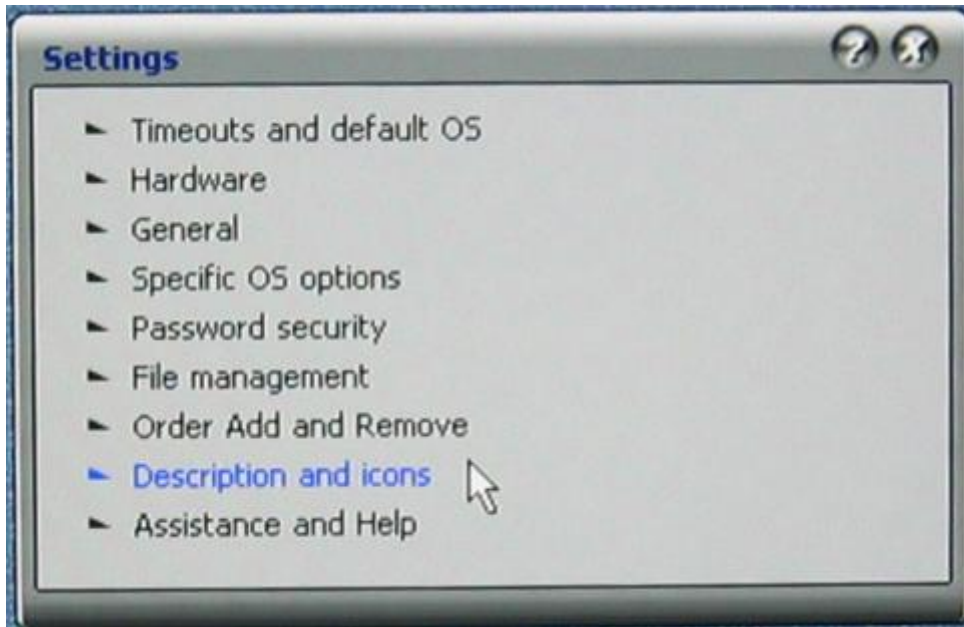 Settings
Timeouts and default OS
Hardware
General
Specific OS options
Password security
File management
Order Add and Remove
Description and icons
Assistance and Help